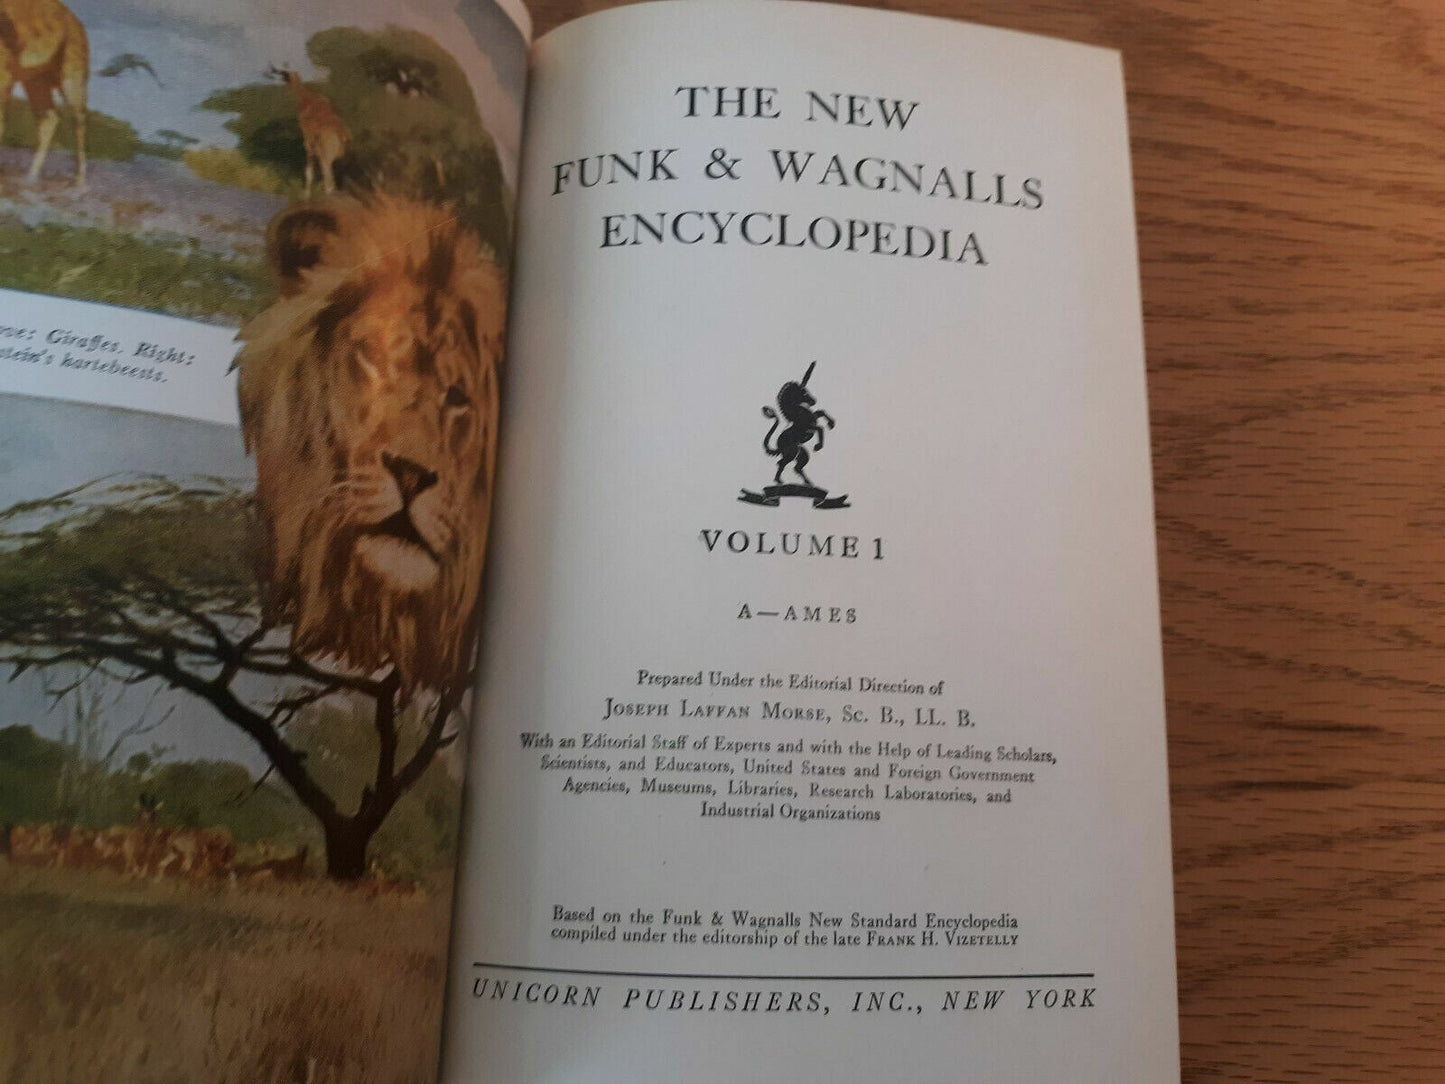 Giraffes. Right:
hartebeests.
THE NEW
FUNK & WAGNALLS
ENCYCLOPEDIA
VOLUME 1
A—AMES
Prepared Under the Editorial Direction of
JOSEPH LAFFAN MORSE, Sc. B., LL. B.
With an Editorial Staff of Experts and with the Help of Leading Scholars,
Scientists, and Educators, United States and Foreign Government
Agencies, Museums, Libraries, Research Laboratories, and
Industrial Organizations
Based on the Funk & Wagnalls New Standard Encyclopedia
compiled under the editorship of the late FRANK H. VIZETELLY
UNICORN PUBLISHERS, INC., NEW YORK